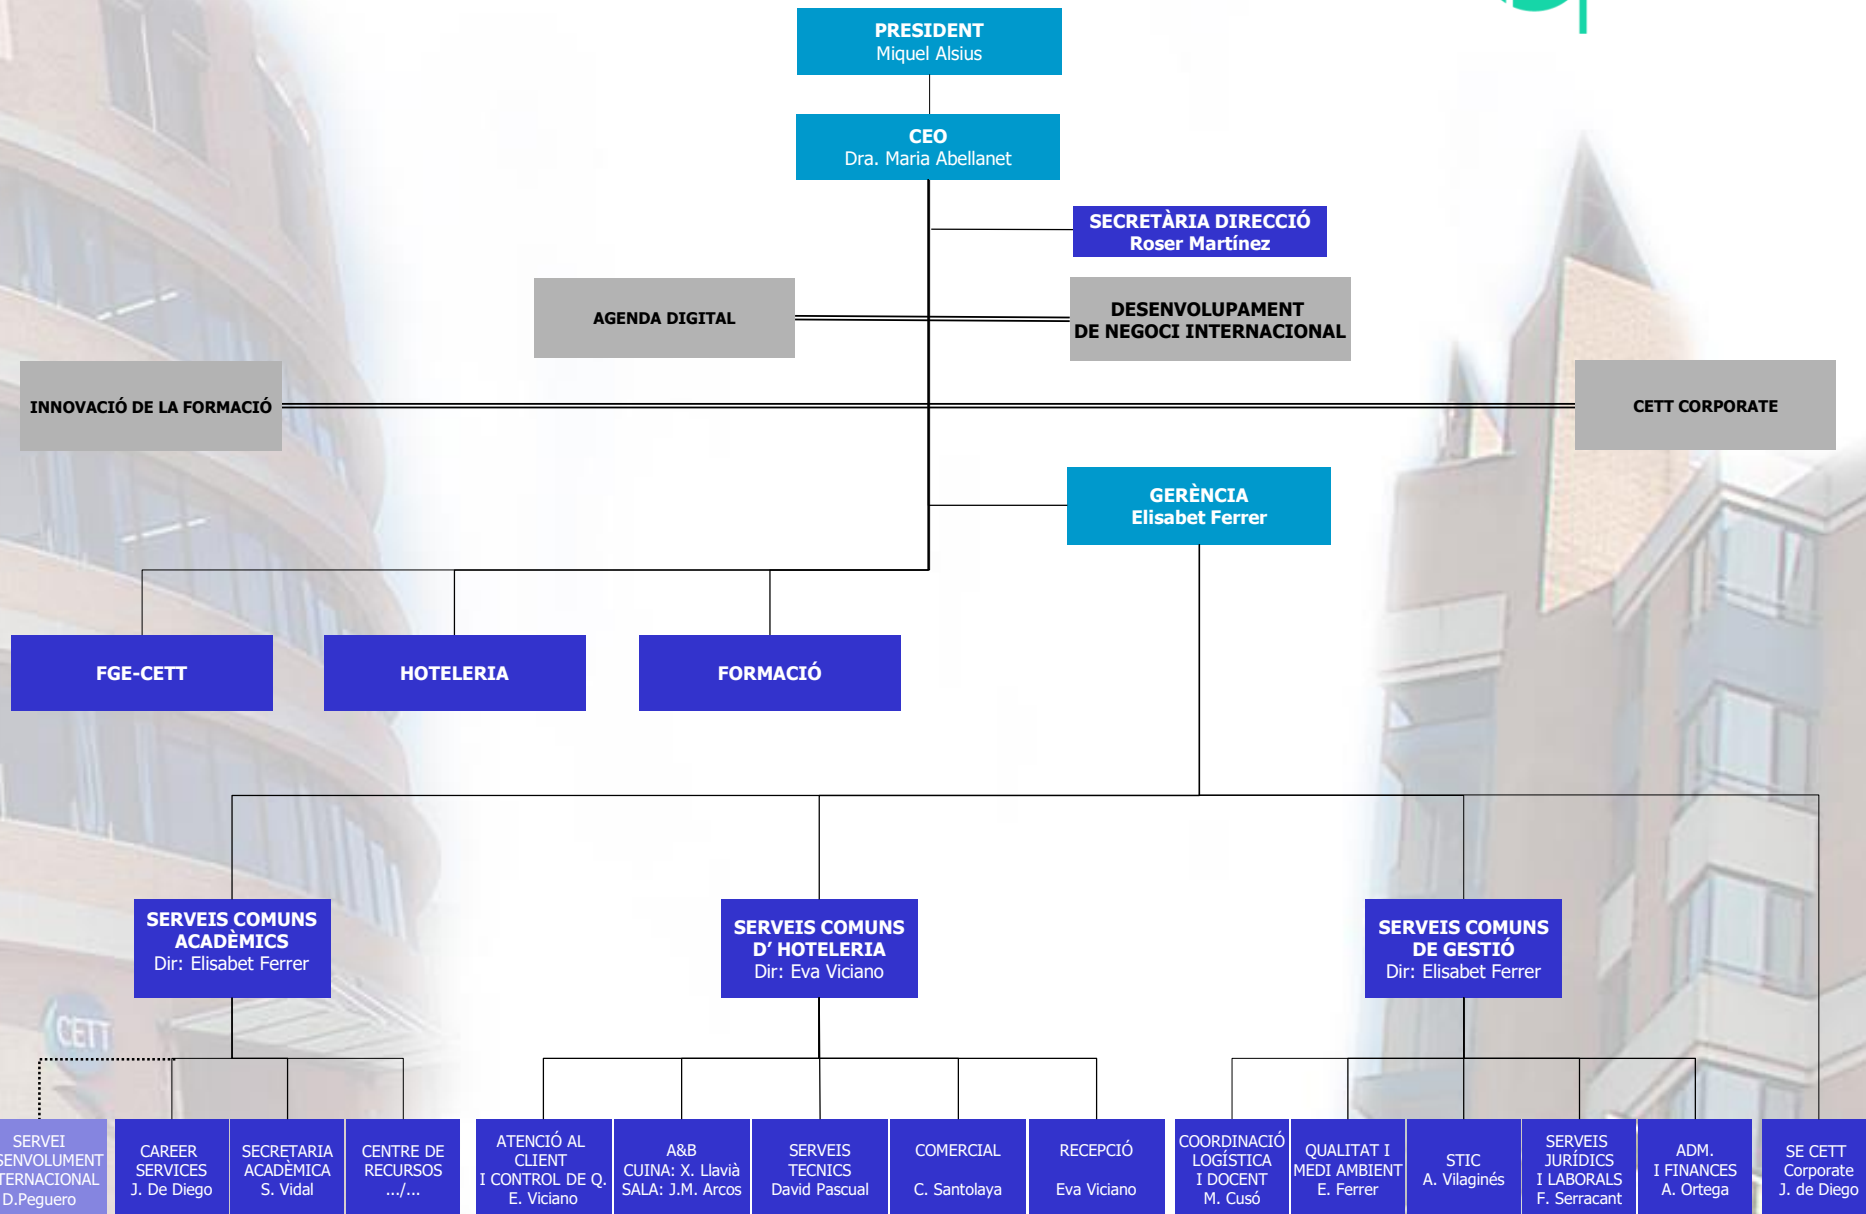 PRESIDENT
Miquel Alsius
CEO
Dra. Maria Abellanet
SECRETÀRIA DIRECCIÓ
Roser Martínez
AGENDA DIGITAL
DESENVOLUPAMENT
DE NEGOCI INTERNACIONAL
INNOVACIÓ DE LA FORMACIÓ
CETT CORPORATE
GERÈNCIA
Elisabet Ferrer
FGE-CETT
HOTELERIA
FORMACIÓ
SERVEIS COMUNS
ACADÈMICS
Dir: Elisabet Ferrer
SERVEIS COMUNS
D’ HOTELERIA
Dir: Eva Viciano
SERVEIS COMUNS
DE GESTIÓ
Dir: Elisabet Ferrer
CETT
SERVEI
SENVOLUMENT
TERNACIONAL
D.Peguero
CAREER
SERVICES
J. De Diego
SECRETARIA
ACADÈMICA
S. Vidal
CENTRE DE
RECURSOS
.../...
ATENCIÓ AL
CLIENT
I CONTROL DE Q.
E. Viciano
A&B
CUINA: X. Llavià
SALA: J.M. Arcos
SERVEIS
TECNICS
David Pascual
COMERCIAL
C. Santolaya
RECEPCIÓ
Eva Viciano
COORDINACIÓ
LOGÍSTICA
I DOCENT
M. Cusó
QUALITAT I
MEDI AMBIENT
E. Ferrer
STIC
A. Vilaginés
SERVEIS
JURÍDICS
I LABORALS
F. Serracant
ADM.
I FINANCES
A. Ortega
SE CETT
Corporate
J. de Diego